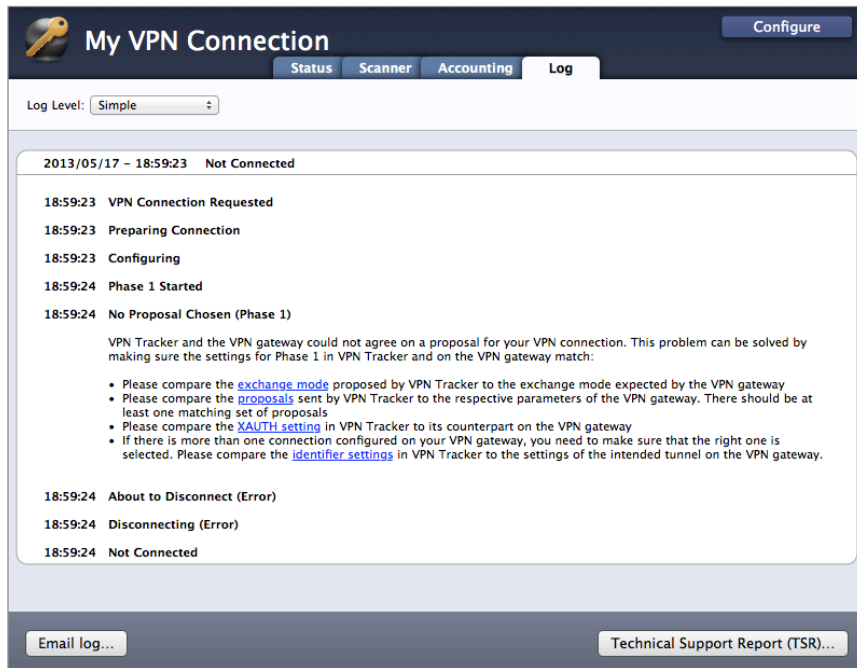 My VPN Connection
Configure
Status Scanner Accounting Log
Log Level: Simple
2013/05/17 – 18:59:23 Not Connected
18:59:23 VPN Connection Requested
18:59:23 Preparing Connection
18:59:23 Configuring
18:59:24 Phase 1 Started
18:59:24 No Proposal Chosen (Phase 1)
VPN Tracker and the VPN gateway could not agree on a proposal for your VPN connection. This problem can be solved by
making sure the settings for Phase 1 in VPN Tracker and on the VPN gateway match:
• Please compare the exchange mode proposed by VPN Tracker to the exchange mode expected by the VPN gateway
• Please compare the proposals sent by VPN Tracker to the respective parameters of the VPN gateway. There should be at
least one matching set of proposals
• Please compare the XAUTH setting in VPN Tracker to its counterpart on the VPN gateway
• If there is more than one connection configured on your VPN gateway, you need to make sure that the right one is
selected. Please compare the identifier settings in VPN Tracker to the settings of the intended tunnel on the VPN gateway.
18:59:24 About to Disconnect (Error)
18:59:24 Disconnecting (Error)
18:59:24 Not Connected
Email log...
Technical Support Report (TSR)...